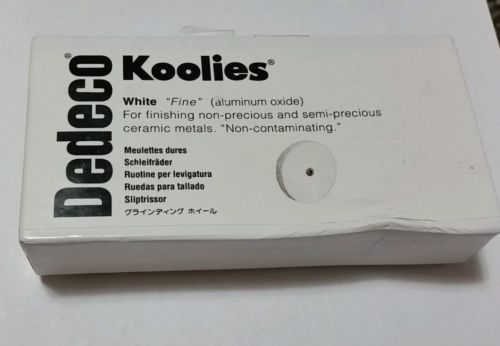 Dedeco®
Koolies®
White "Fine" (aluminum oxide)
For finishing non-precious and semi-precious
ceramic metals. "Non-contaminating."
Meulettes dures
Schleifräder
Ruotine per levigatura
Ruedas para tallado
Sliptrissor
グラインディング ホイール